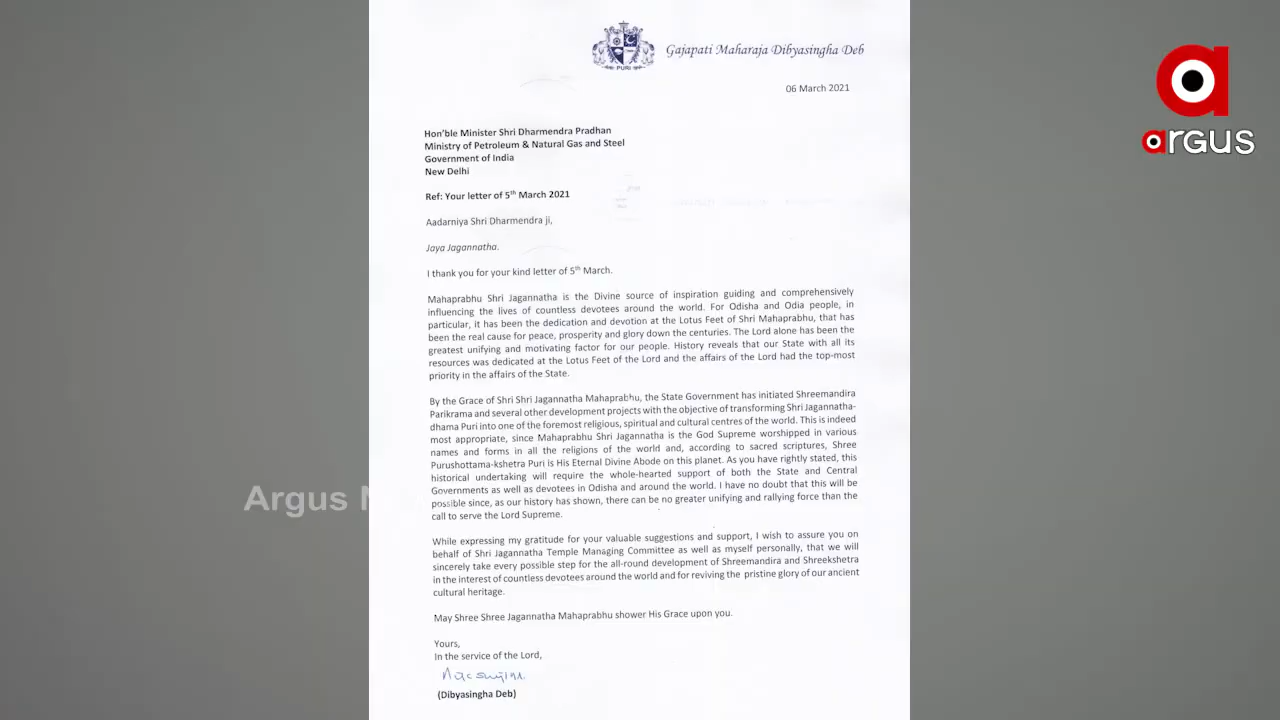 PURI
Gajapati Maharaja Dibyasingha Deb
06 March 2021
Hon'ble Minister Shri Dharmendra Pradhan
Ministry of Petroleum & Natural Gas and Steel
Government of India
New Delhi
Ref: Your letter of 5th March 2021
Aadarniya Shri Dharmendra ji,
Jaya Jagannatha.
I thank you for your kind letter of 5th March.
Mahaprabhu Shri Jagannatha is the Divine source of inspiration guiding and comprehensively
influencing the lives of countless devotees around the world. For Odisha and Odia people, in
particular, it has been the dedication and devotion at the Lotus Feet of Shri Mahaprabhu, that has
been the real cause for peace, prosperity and glory down the centuries. The Lord alone has been the
greatest unifying and motivating factor for our people. History reveals that our State with all its
resources was dedicated at the Lotus Feet of the Lord and the affairs of the Lord had the top-most
priority in the affairs of the State.
By the Grace of Shri Shri Jagannatha Mahaprabhu, the State Government has initiated Shreemandira
Parikrama and several other development projects with the objective of transforming Shri Jagannatha-
dhama Puri into one of the foremost religious, spiritual and cultural centres of the world. This is indeed
most appropriate, since Mahaprabhu Shri Jagannatha is the God Supreme worshipped in various
names and forms in all the religions of the world and, according to sacred scriptures, Shree
Purushottama-kshetra Puri is His Eternal Divine Abode on this planet. As you have rightly stated, this
historical undertaking will require the whole-hearted support of both the State and Central
Governments as well as devotees in Odisha and around the world. I have no doubt that this will be
possible since, as our history has shown, there can be no greater unifying and rallying force than the
call to serve the Lord Supreme.
While expressing my gratitude for your valuable suggestions and support, I wish to assure you on
behalf of Shri Jagannatha Temple Managing Committee as well as myself personally, that we will
sincerely take every possible step for the all-round development of Shreemandira and Shreekshetra
in the interest of countless devotees around the world and for reviving the pristine glory of our ancient
cultural heritage.
May Shree Shree Jagannatha Mahaprabhu shower His Grace upon you.
Yours,
In the service of the Lord,
(Dibyasingha Deb)
argus
Argus